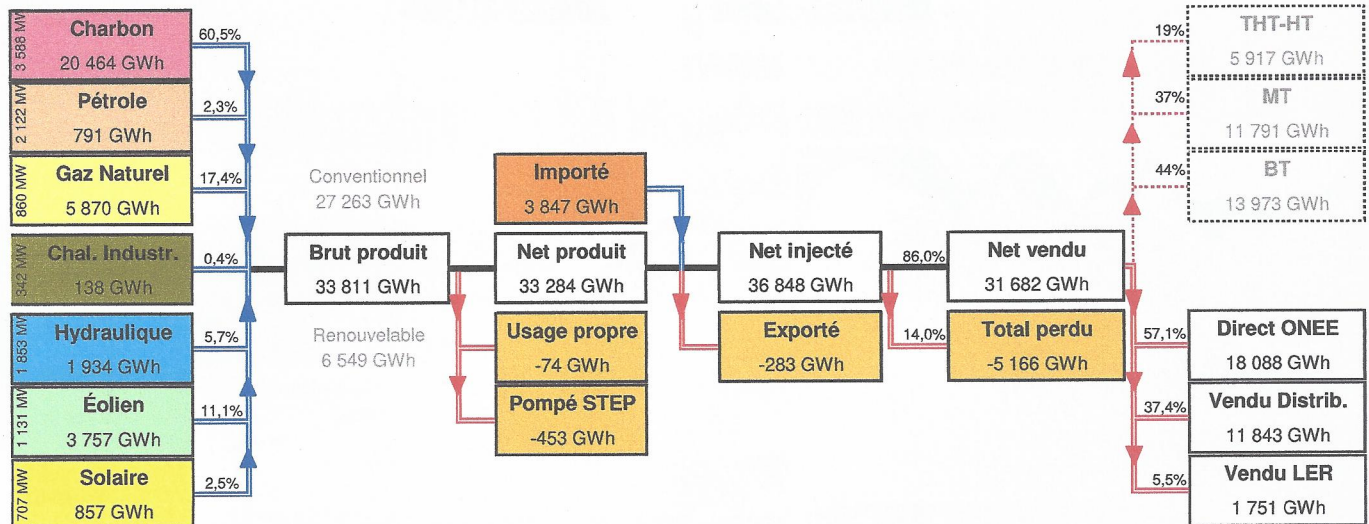 3 588 MW
Charbon
20 464 GWh
60,5%
2 122 MW
Pétrole
791 GWh
2,3%
860 MW
Gaz Naturel
5 870 GWh
17,4%
342 MW
Chal. Industr.
138 GWh
0,4%
1 853 MW
Hydraulique
1 934 GWh
5,7%
1 131 MW
Éolien
3 757 GWh
11,1%
707 MW
Solaire
857 GWh
2,5%
Conventionnel
27 263 GWh
Brut produit
33 811 GWh
Renouvelable
6 549 GWh
Importé
3 847 GWh
Net produit
33 284 GWh
Usage propre
-74 GWh
Pompé STEP
-453 GWh
Net injecté
36 848 GWh
Exporté
-283 GWh
86,0%
Net vendu
31 682 GWh
14,0%
Total perdu
-5 166 GWh
19%
THT-HT
5 917 GWh
37%
MT
11 791 GWh
44%
BT
13 973 GWh
57,1%
Direct ONEE
18 088 GWh
37,4%
Vendu Distrib.
11 843 GWh
5,5%
Vendu LER
1 751 GWh